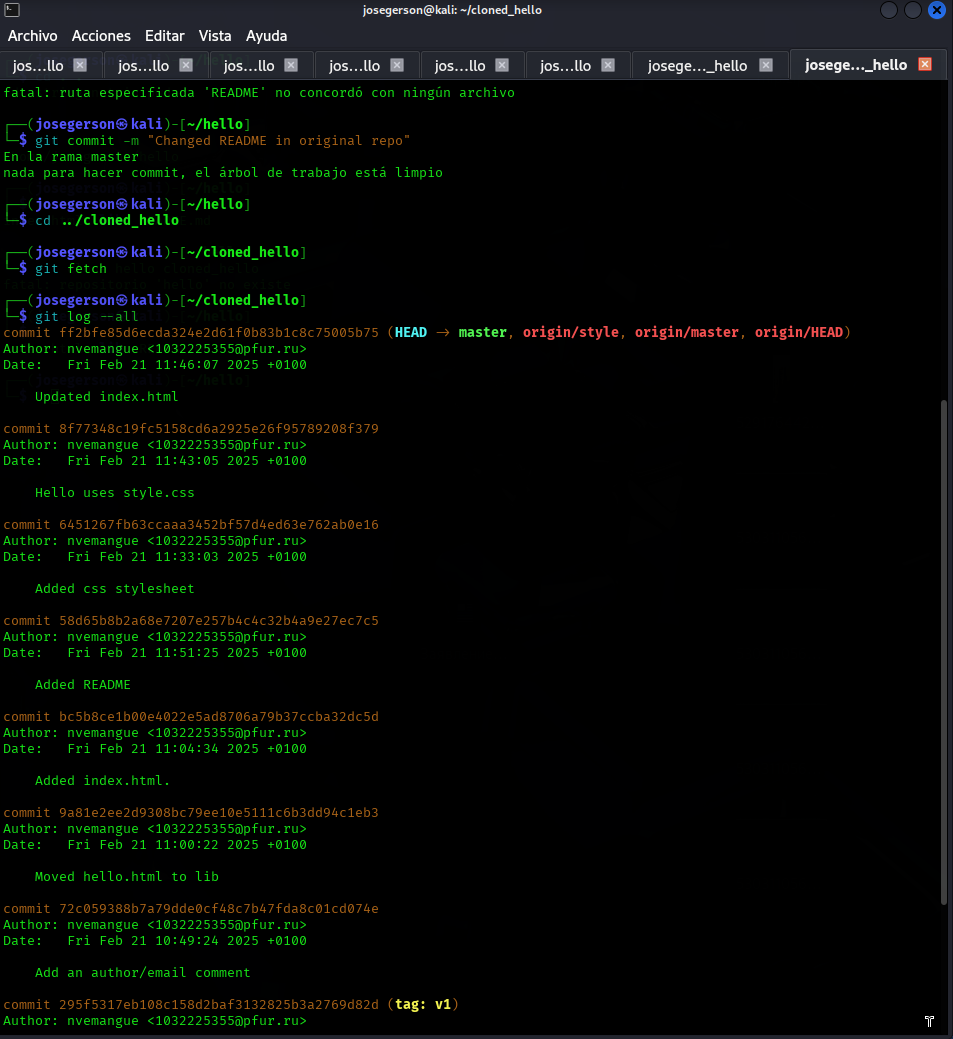 josegerson@kali: ~/cloned_hello
Archivo Acciones Editar Vista Ayuda
jos...llo jos...llo jos...llo jos...llo jos...llo jos...llo josege..._hello josege..._hello
fatal: ruta especificada 'README' no concordó con ningún archivo
┌──(josegerson㉿kali)-[~/hello]
└─$ git commit -m "Changed README in original repo"
En la rama master
nada para hacer commit, el árbol de trabajo está limpio
┌──(josegerson㉿kali)-[~/hello]
└─$ cd ../cloned_hello
┌──(josegerson㉿kali)-[~/cloned_hello]
└─$ git fetch
┌──(josegerson㉿kali)-[~/cloned_hello]
└─$ git log --all
commit ff2bfe85d6ecda324e2d61f0b83b1c8c75005b75 (HEAD -> master, origin/style, origin/master, origin/HEAD)
Author: nvemangue <1032225355@pfur.ru>
Date:   Fri Feb 21 11:46:07 2025 +0100
    Updated index.html
commit 8f77348c19fc5158cd6a2925e26f95789208f379
Author: nvemangue <1032225355@pfur.ru>
Date:   Fri Feb 21 11:43:05 2025 +0100
    Hello uses style.css
commit 6451267fb63ccaaa3452bf57d4ed63e762ab0e16
Author: nvemangue <1032225355@pfur.ru>
Date:   Fri Feb 21 11:33:03 2025 +0100
    Added css stylesheet
commit 58d65b8b2a68e7207e257b4c4c32b4a9e27ec7c5
Author: nvemangue <1032225355@pfur.ru>
Date:   Fri Feb 21 11:51:25 2025 +0100
    Added README
commit bc5b8ce1b00e4022e5ad8706a79b37ccba32dc5d
Author: nvemangue <1032225355@pfur.ru>
Date:   Fri Feb 21 11:04:34 2025 +0100
    Added index.html.
commit 9a81e2ee2d9308bc79ee10e5111c6b3dd94c1eb3
Author: nvemangue <1032225355@pfur.ru>
Date:   Fri Feb 21 11:00:22 2025 +0100
    Moved hello.html to lib
commit 72c059388b7a79dde0cf48c7b47fda8c01cd074e
Author: nvemangue <1032225355@pfur.ru>
Date:   Fri Feb 21 10:49:24 2025 +0100
    Add an author/email comment
commit 295f5317eb108c158d2baf3132825b3a2769d82d (tag: v1)
Author: nvemangue <1032225355@pfur.ru>